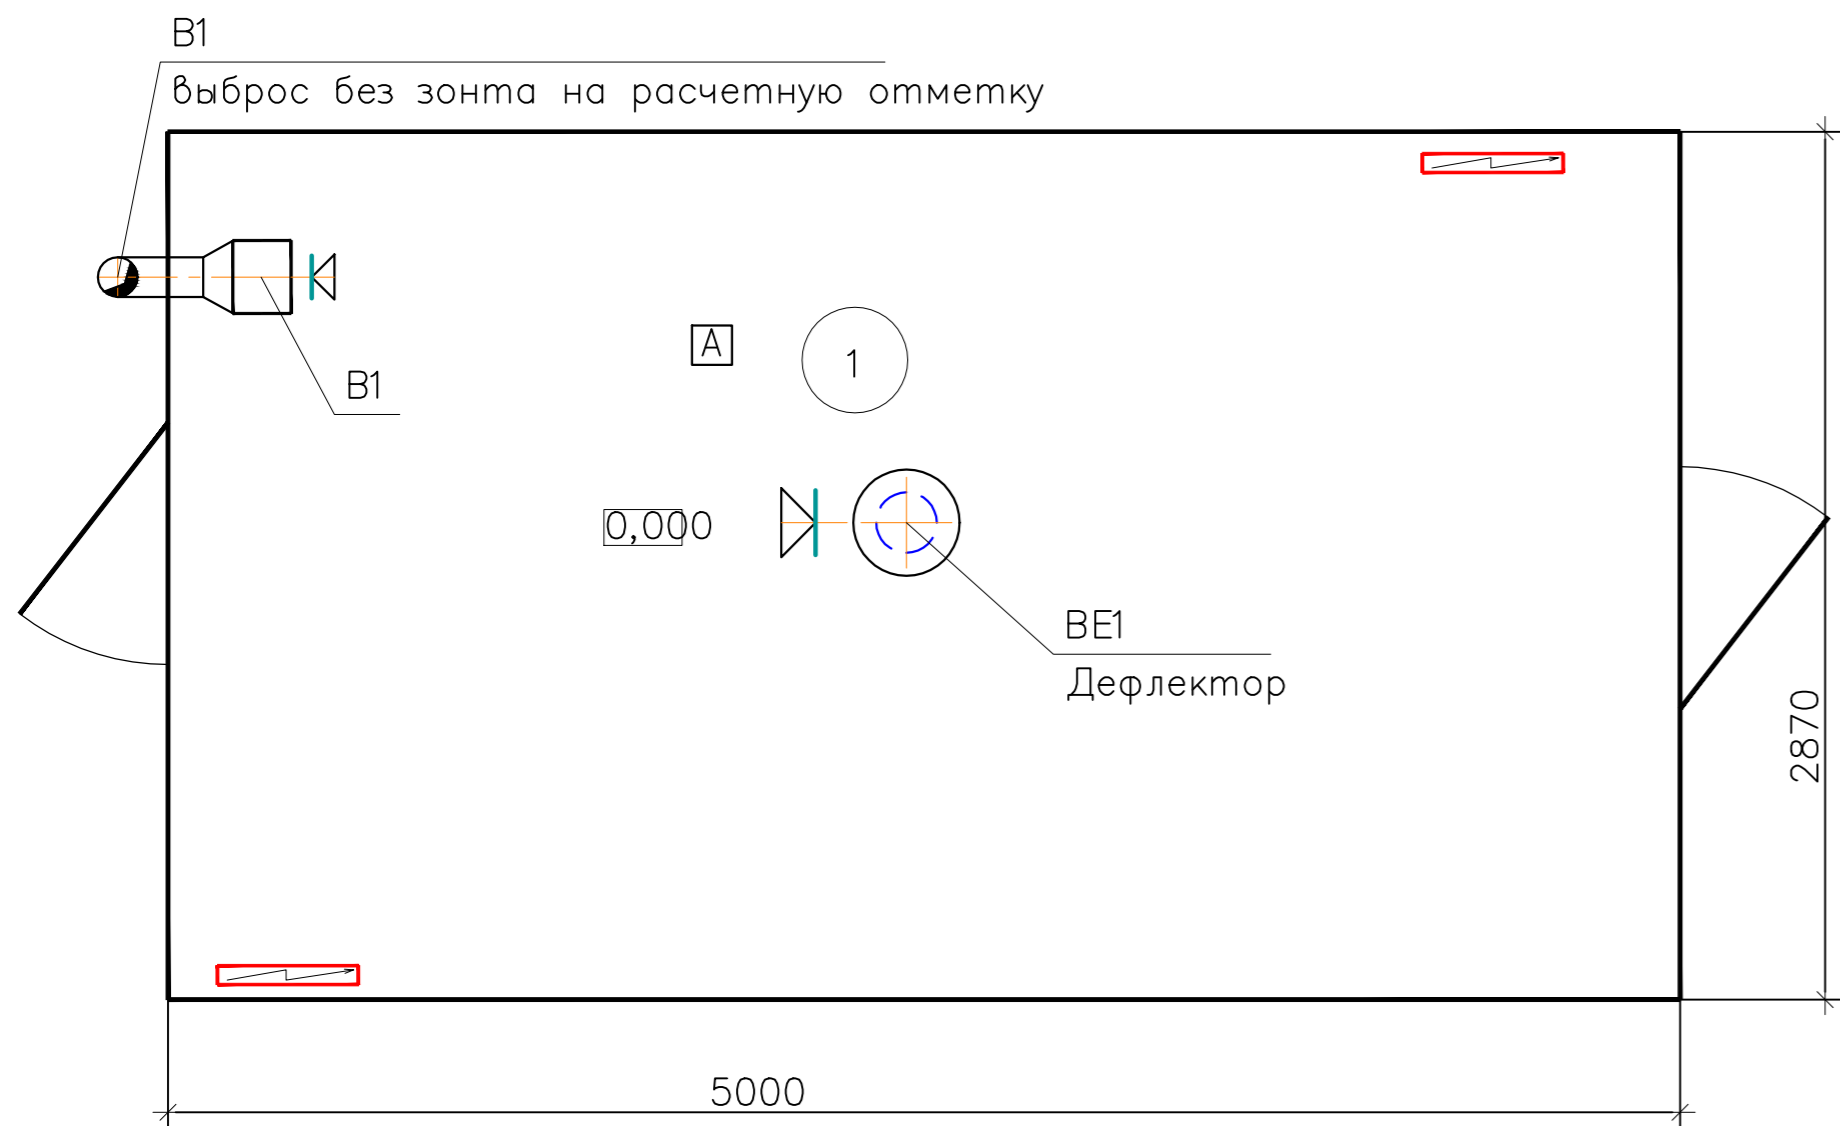 В1
выброс без зонта на расчетную отметку
А
1
В1
0,000
ВЕ1
Дефлектор
2870
5000